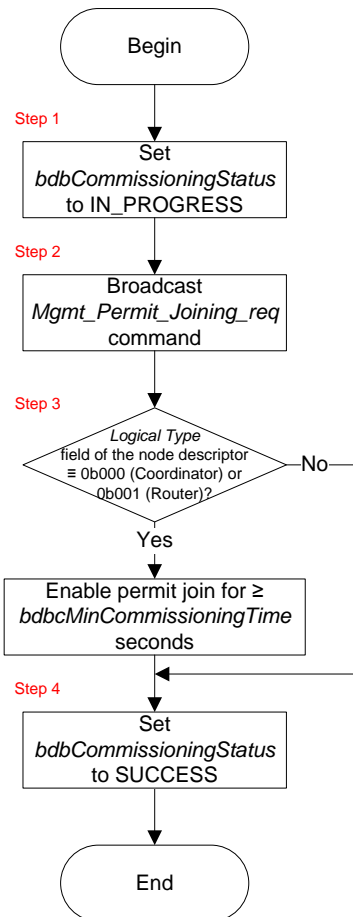 Begin
Step 1
Set
bdbCommissioningStatus
to IN_PROGRESS
Step 2
Broadcast
Mgmt_Permit_Joining_req
command
Step 3
Logical Type
field of the node descriptor
≡ 0b000 (Coordinator) or
0b001 (Router)?
No
Yes
Enable permit join for ≥
bdbcMinCommissioningTime
seconds
Step 4
Set
bdbCommissioningStatus
to SUCCESS
End